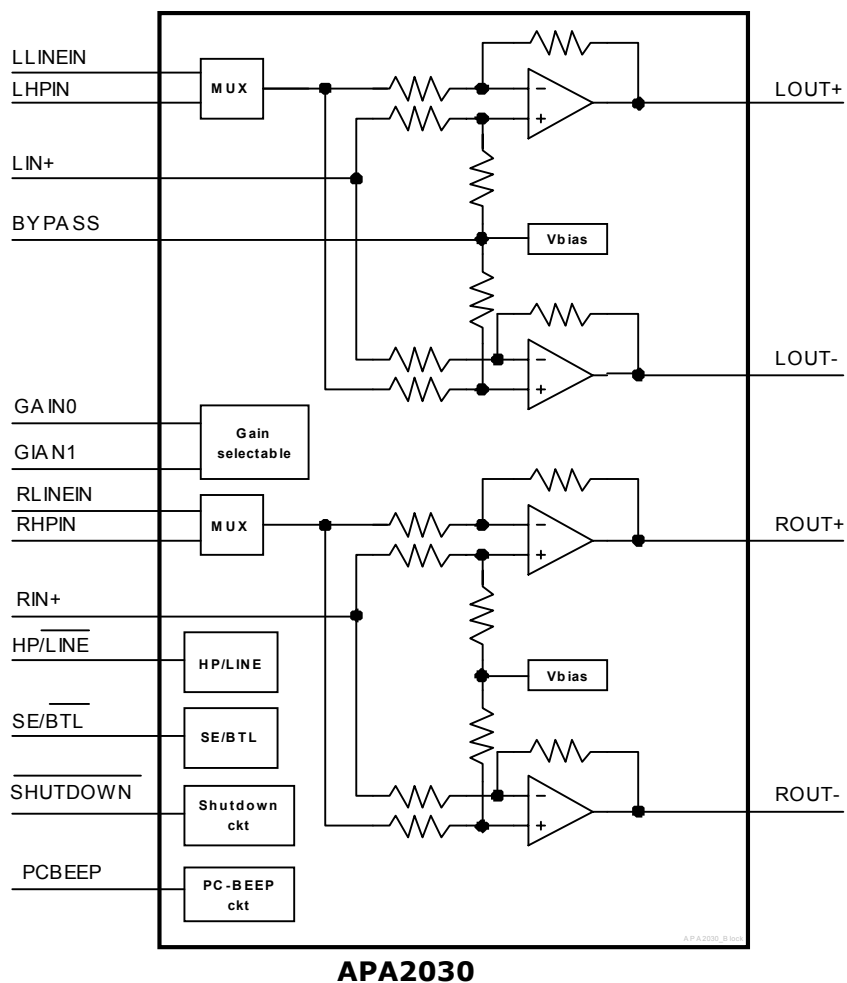 LLINEIN
LHPIN
MUX
LOUT+
LIN+
BYPASS
Vbias
LOUT-
GAIN0
GIAN1
Gain
selectable
RLINEIN
RHPIN
MUX
ROUT+
RIN+
HP/LINE
HP/LINE
Vbias
SE/BTL
SE/BTL
SHUTDOWN
Shutdown
ckt
ROUT-
PCBEEP
PC-BEEP
ckt
APA2030_Block
APA2030